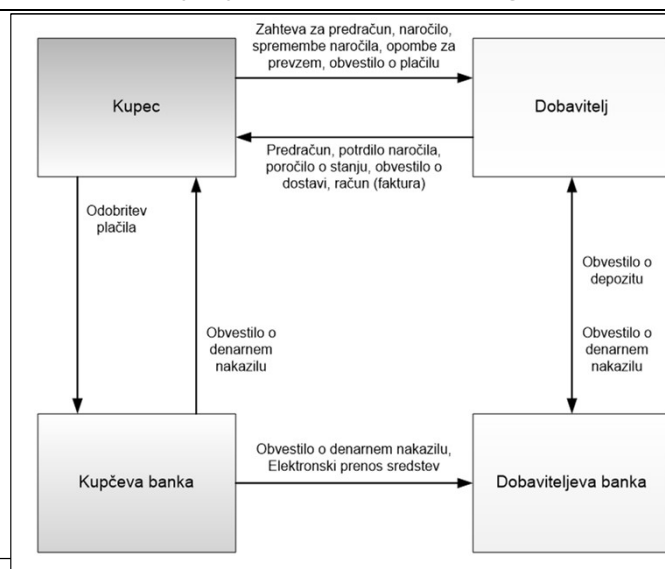 Zahteva za predračun, naročilo,
spremembe naročila, opombe za
prevzem, obvestilo o plačilu
Kupec
Dobavitelj
Predračun, potrdilo naročila,
poročilo o stanju, obvestilo o
dostavi, račun (faktura)
Odobritev
plačila
Obvestilo o
depozitu
Obvestilo o
denarnem
nakazilu
Obvestilo o
denarnem
nakazilu
Obvestilo o denarnem nakazilu,
Elektronski prenos sredstev
Kupčeva banka
Dobaviteljeva banka